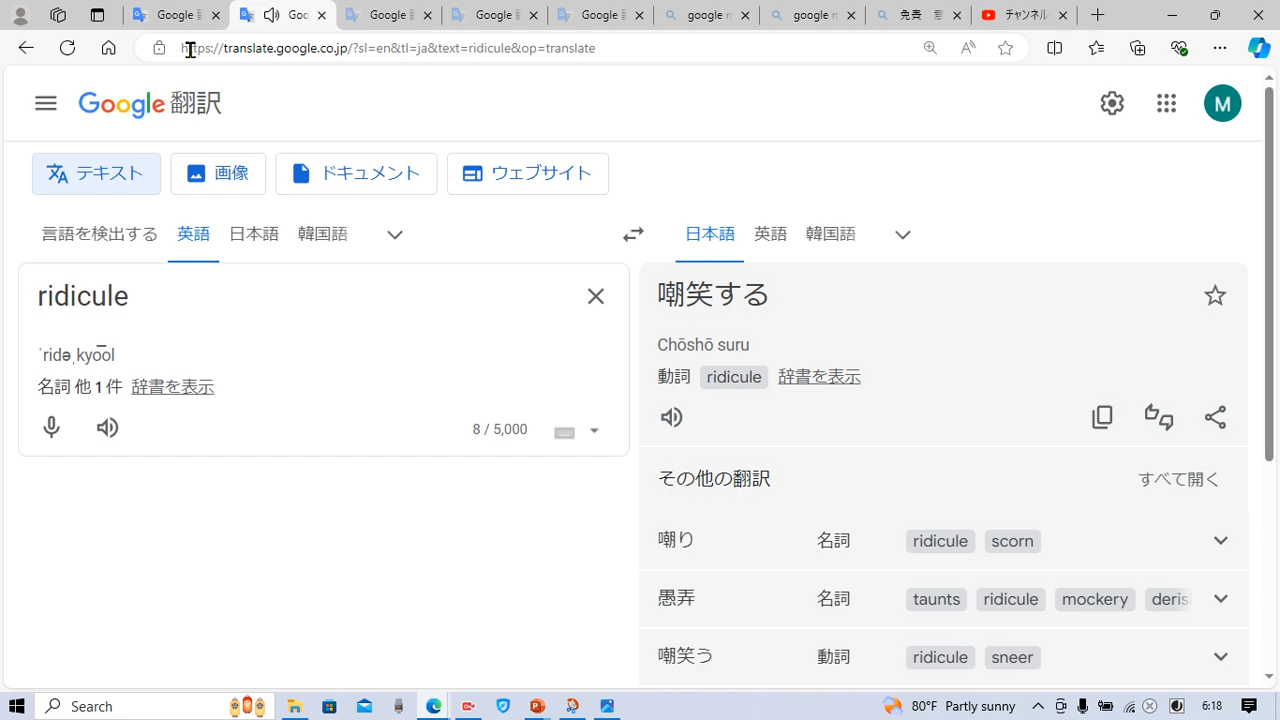 Google
Goo
Google
Google
Google
google m
google m
免責
チャンネル
https://translate.google.co.jp/?sl=en&tl=ja&text=ridicule&op=translate
Google 翻訳
M
テキスト 画像 ドキュメント ウェブサイト
言語を検出する 英語 日本語 韓国語
日本語 英語 韓国語
ridicule
ˈridəˌkyo͞ol
名詞 他 1 件 辞書を表示
8 / 5,000
嘲笑する
Chōshō suru
動詞 ridicule 辞書を表示
その他の翻訳 すべて開く
嘲り 名詞 ridicule scorn
愚弄 名詞 taunts ridicule mockery deris
嘲笑う 動詞 ridicule sneer
Search
80°F Partly sunny
6:18